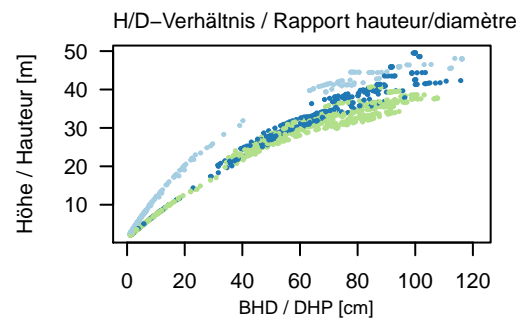 H/D−Verhältnis / Rapport hauteur/diamètre
Höhe / Hauteur [m]
50
40
30
20
10
0 20 40 60 80 100 120
BHD / DHP [cm]